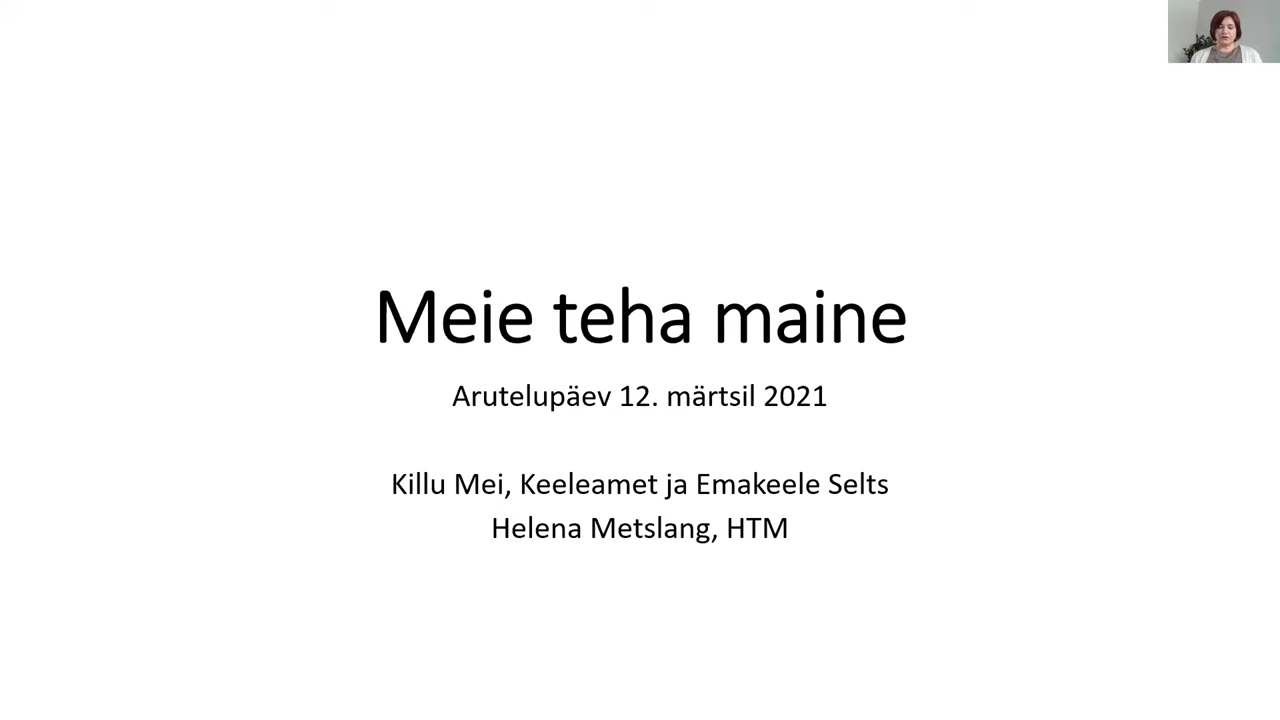 Meie teha maine
Arutelupäev 12. märtsil 2021
Killu Mei, Keeleamet ja Emakeele Selts
Helena Metslang, HTM